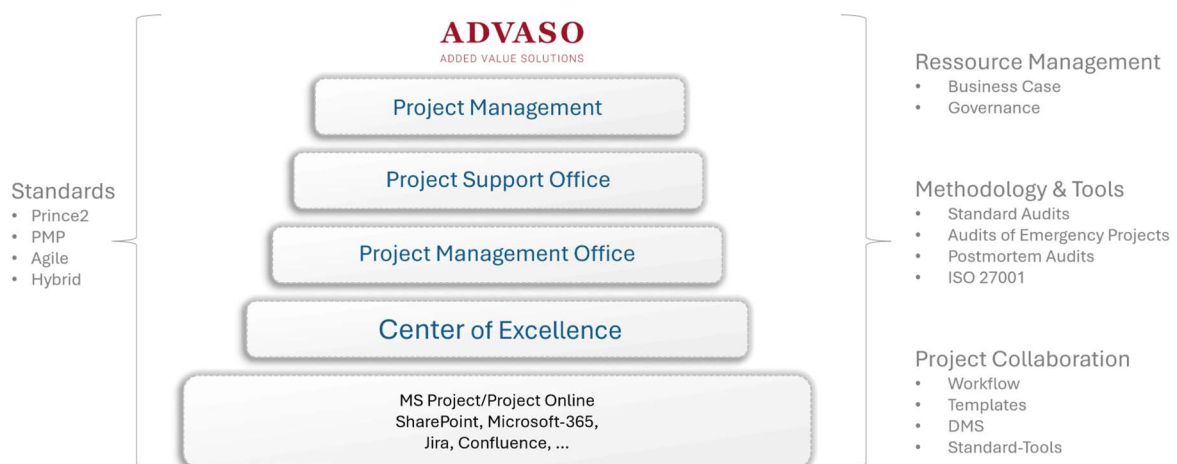 ADVASO
ADDED VALUE SOLUTIONS
Project Management
Project Support Office
Project Management Office
Center of Excellence
MS Project/Project Online
SharePoint, Microsoft-365,
Jira, Confluence, ...
Standards
• Prince2
• PMP
• Agile
• Hybrid
Ressource Management
• Business Case
• Governance
Methodology & Tools
• Standard Audits
• Audits of Emergency Projects
• Postmortem Audits
• ISO 27001
Project Collaboration
• Workflow
• Templates
• DMS
• Standard-Tools